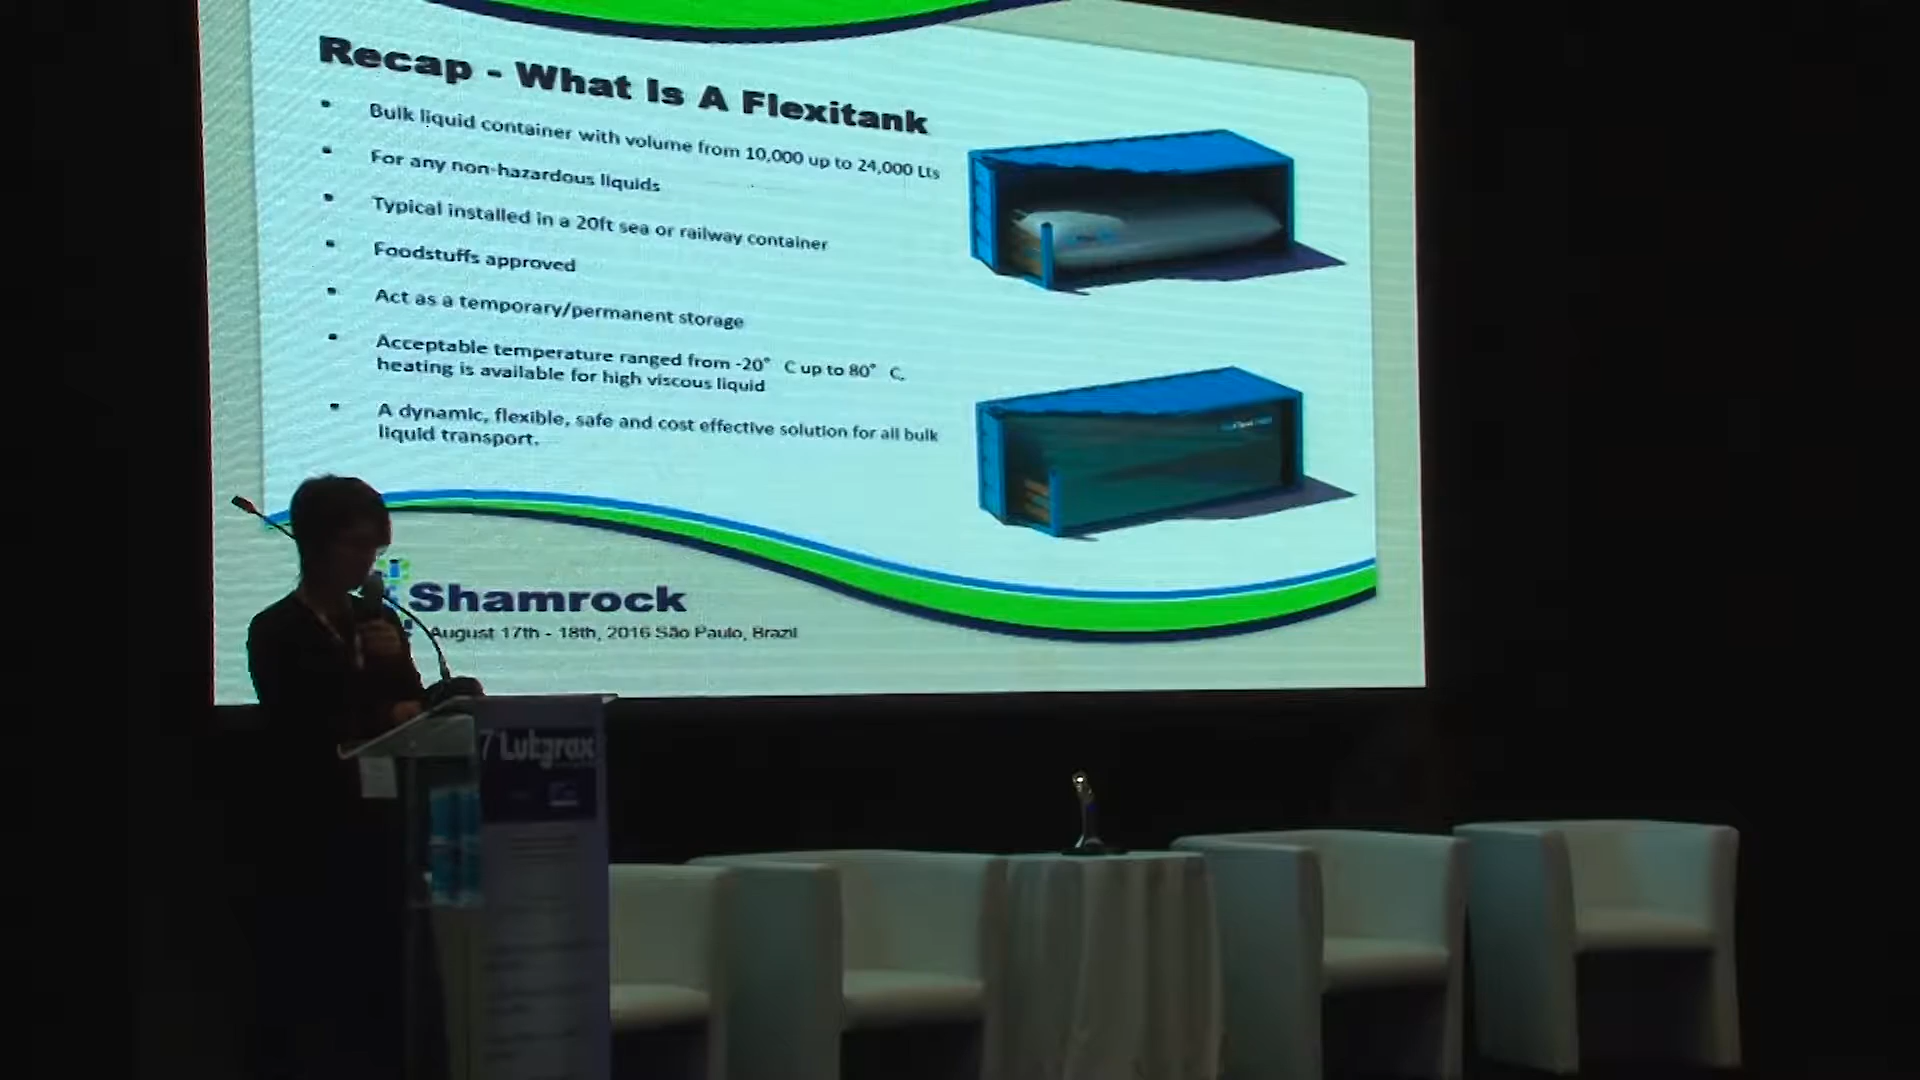 Recap - What Is A Flexitank
Bulk liquid container with volume from 10,000 up to 24,000 Lts
For any non-hazardous liquids
Typical installed in a 20ft sea or railway container
Foodstuffs approved
Act as a temporary/permanent storage
Acceptable temperature ranged from -20° C up to 80° C,
heating is available for high viscous liquid
A dynamic, flexible, safe and cost effective solution for all bulk
liquid transport.
Shamrock
August 17th - 18th, 2016 São Paulo, Brazil
Lubgrax